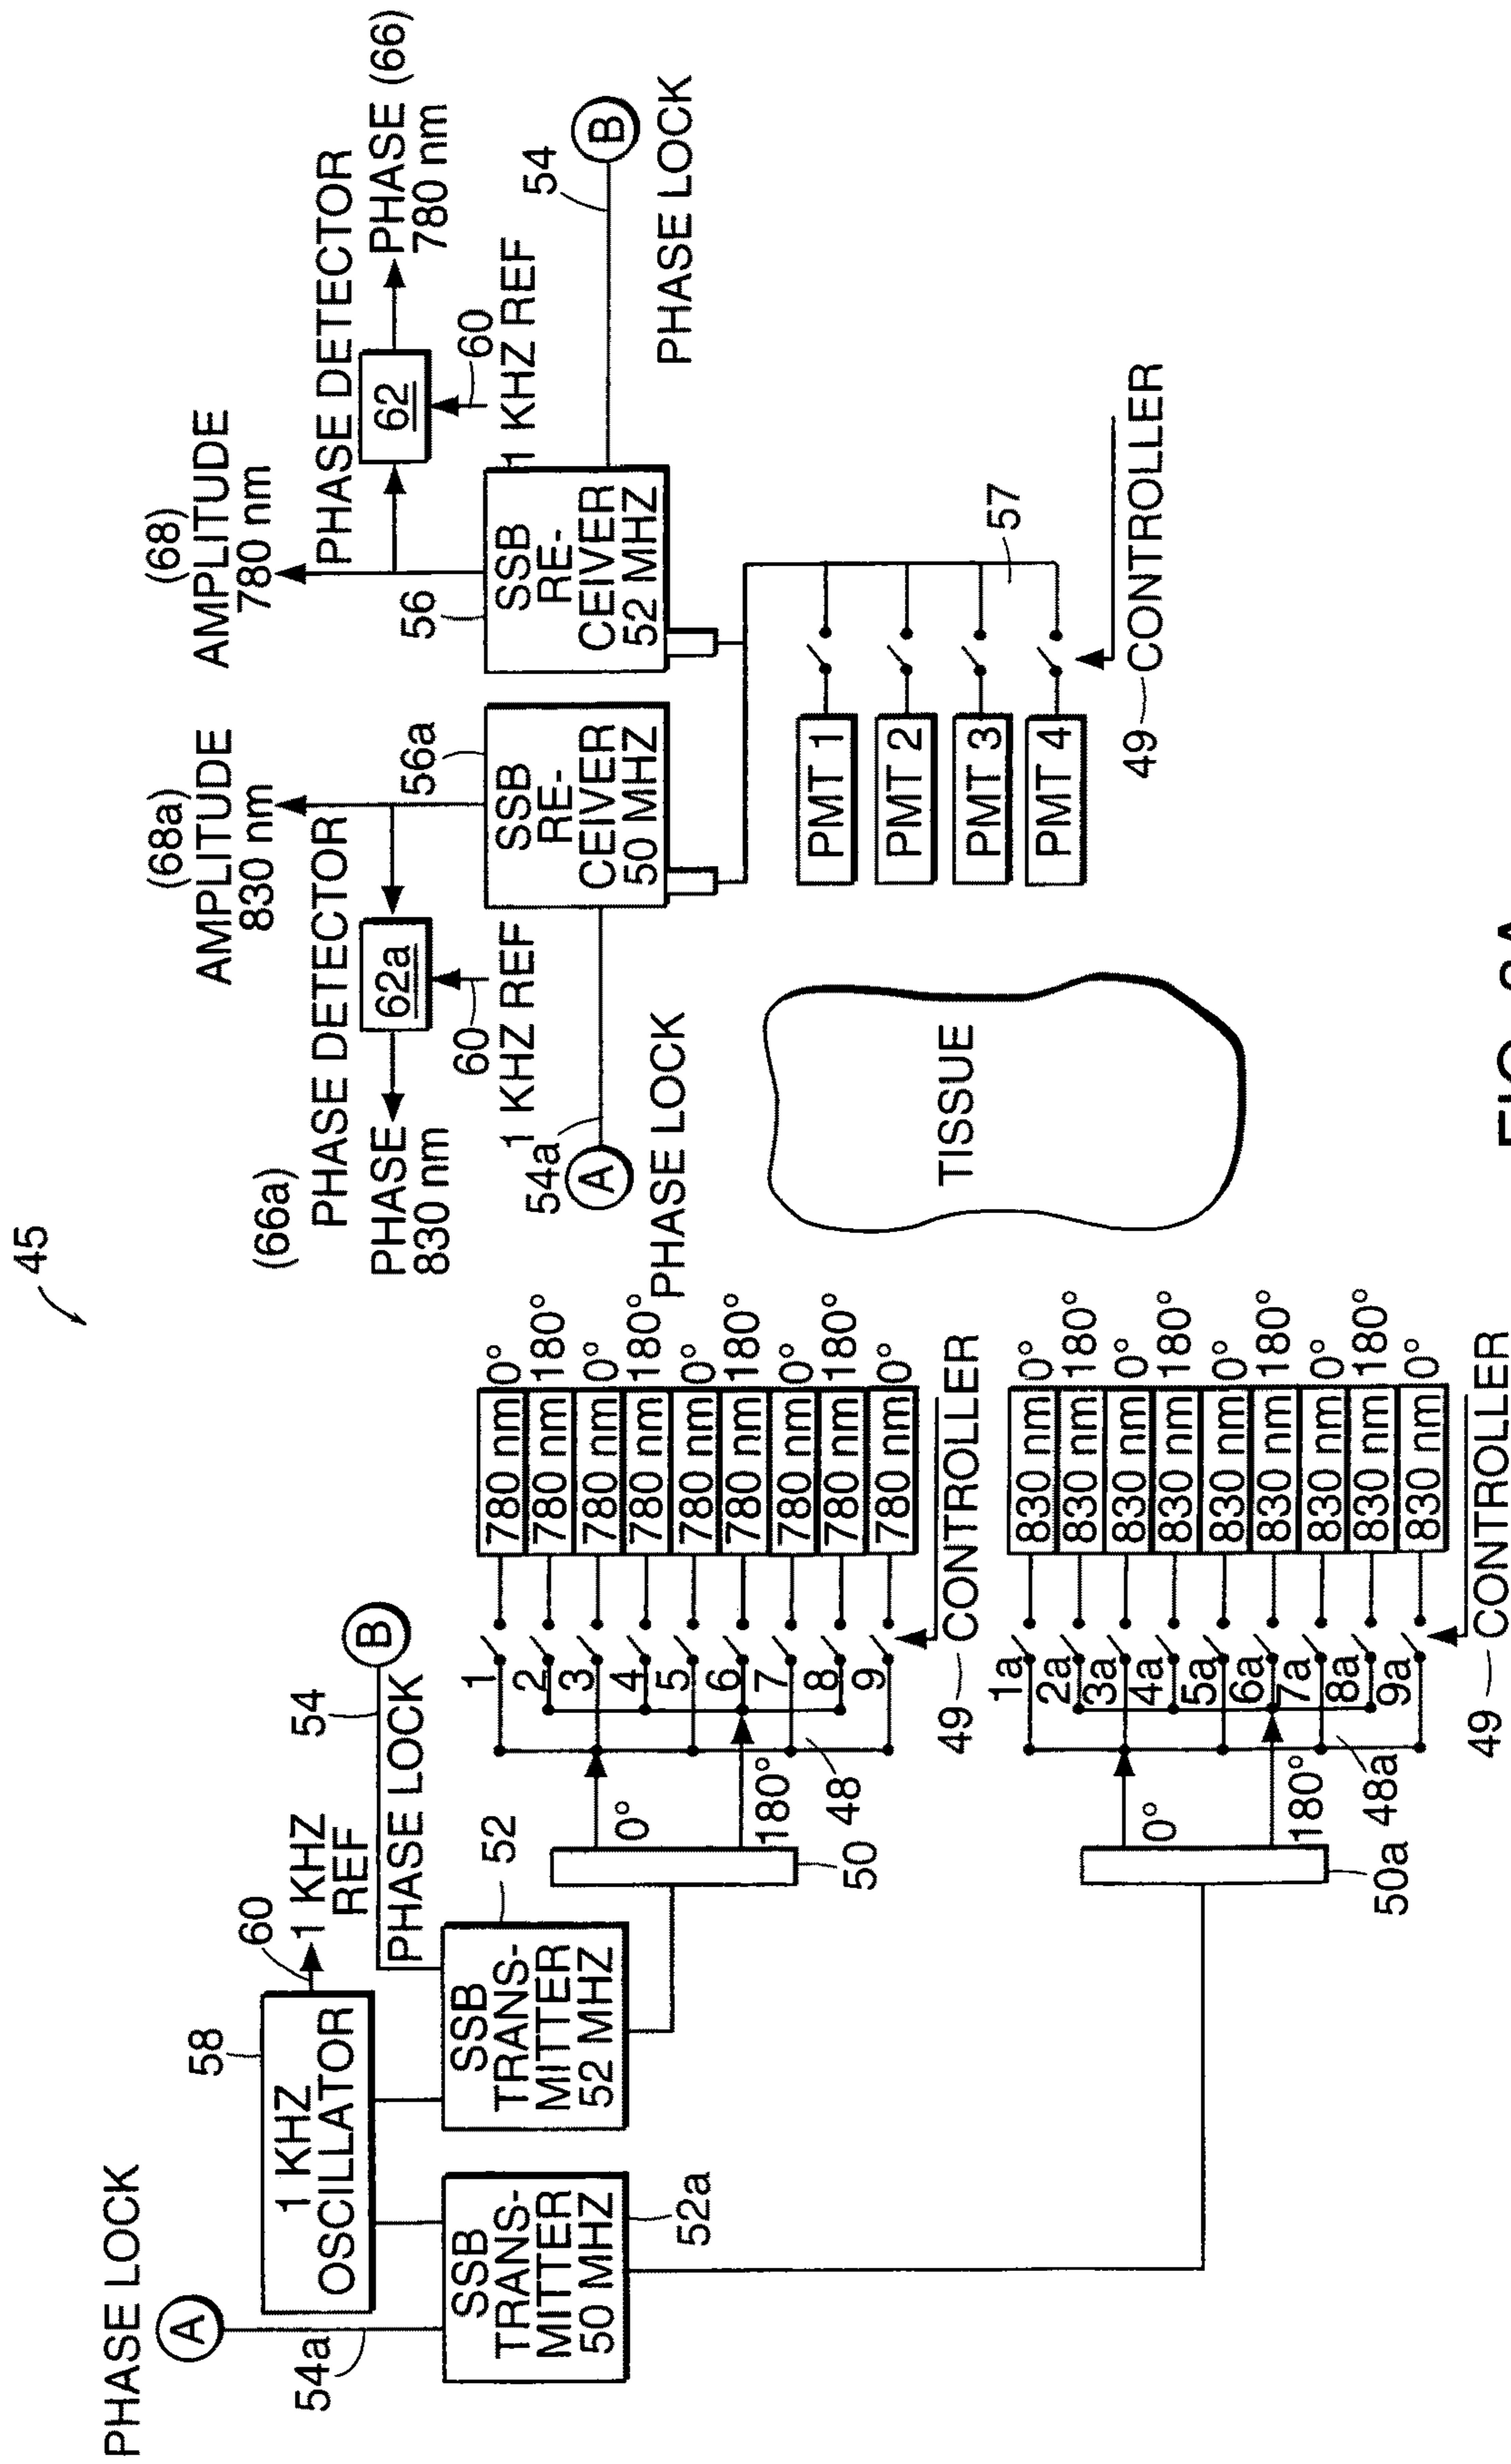 45
PHASE LOCK
A
54a
58
1 KHZ
OSCILLATOR
60
1 KHZ
REF
54
B
PHASE LOCK
SSB
TRANS-
MITTER
50 MHZ
52a
SSB
TRANS-
MITTER
52 MHZ
52
50
0°
180°
48
1
2
3
4
5
6
7
8
9
780 nm 0°
780 nm 180°
780 nm 0°
780 nm 180°
780 nm 0°
780 nm 180°
780 nm 0°
780 nm 180°
780 nm 0°
49
CONTROLLER
50a
0°
180°
48a
1a
2a
3a
4a
5a
6a
7a
8a
9a
830 nm 0°
830 nm 180°
830 nm 0°
830 nm 180°
830 nm 0°
830 nm 180°
830 nm 0°
830 nm 180°
830 nm 0°
49
CONTROLLER
(68a)
AMPLITUDE
830 nm
(66a)
PHASE DETECTOR
PHASE
830 nm
62a
60
1 KHZ REF
54a
A
PHASE LOCK
56a
SSB
RE-
CEIVER
50 MHZ
(68)
AMPLITUDE
780 nm
PHASE DETECTOR
PHASE (66)
780 nm
62
60
1 KHZ REF
56
SSB
RE-
CEIVER
52 MHZ
54
B
PHASE LOCK
TISSUE
PMT 1
PMT 2
PMT 3
PMT 4
57
49
CONTROLLER